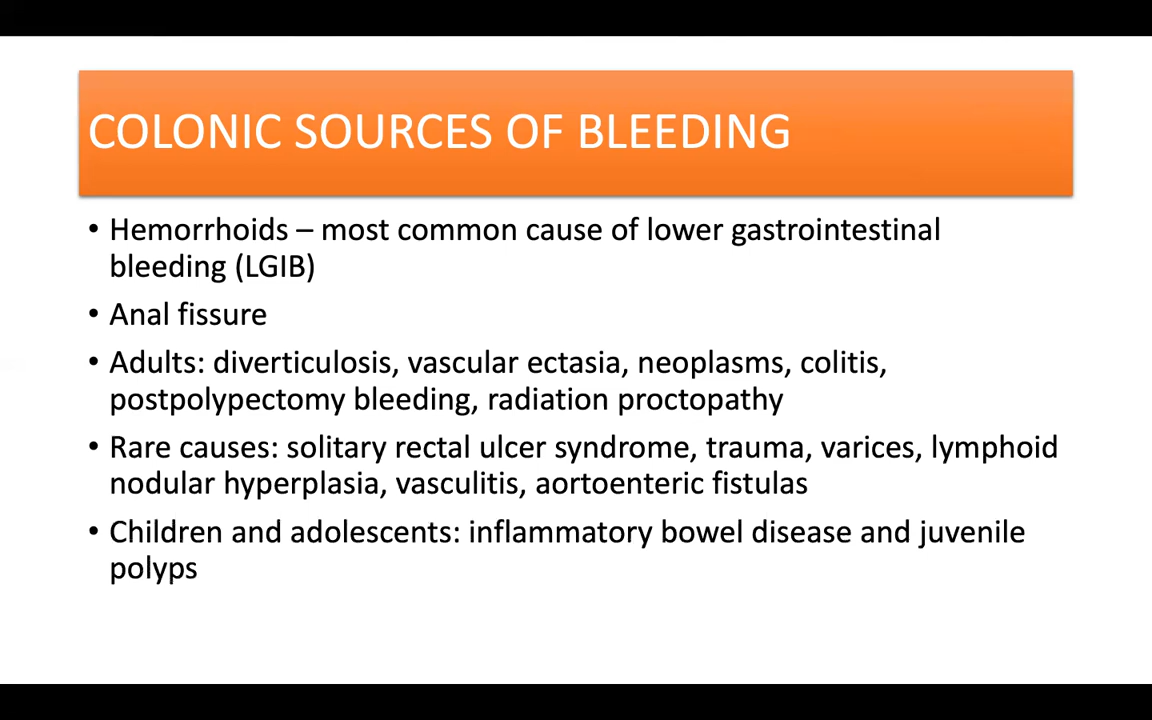 COLONIC SOURCES OF BLEEDING
• Hemorrhoids – most common cause of lower gastrointestinal
bleeding (LGIB)
• Anal fissure
• Adults: diverticulosis, vascular ectasia, neoplasms, colitis,
postpolypectomy bleeding, radiation proctopathy
• Rare causes: solitary rectal ulcer syndrome, trauma, varices, lymphoid
nodular hyperplasia, vasculitis, aortoenteric fistulas
• Children and adolescents: inflammatory bowel disease and juvenile
polyps